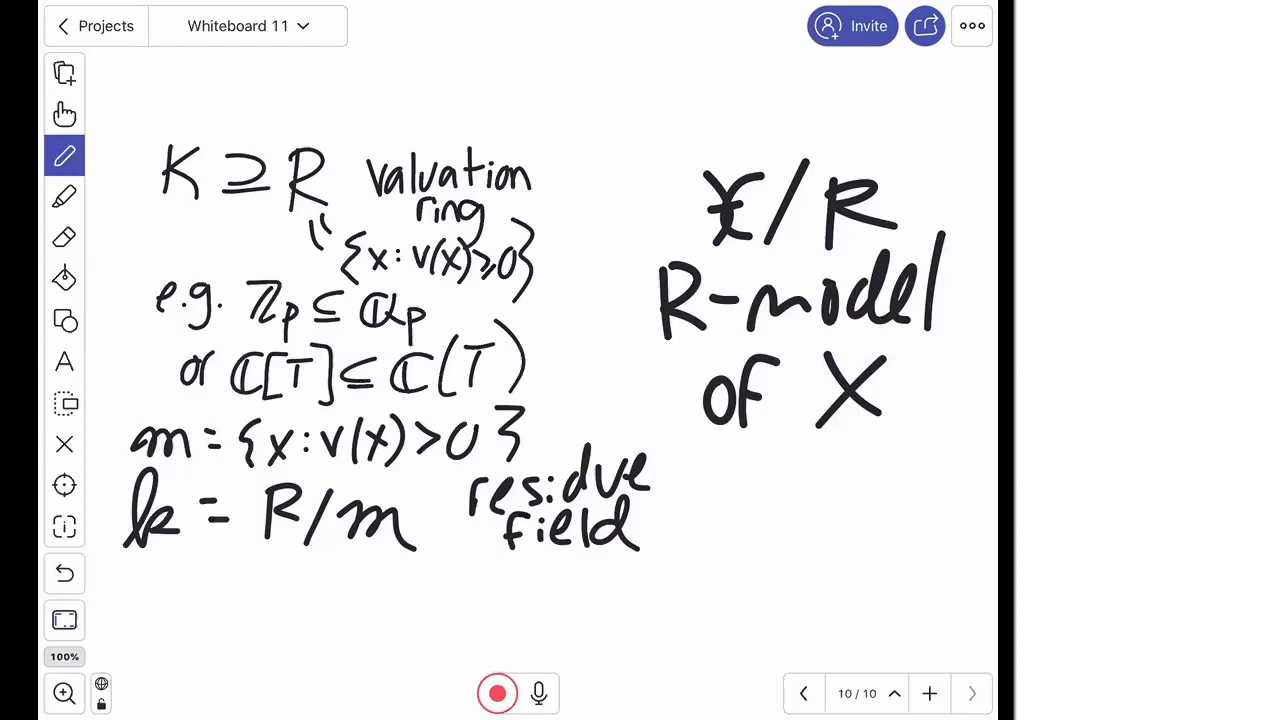 Projects
Whiteboard 11
Invite
K ⊇ R valuation
ring
" {x : v(x) ≥ 0}
e.g. ℤp ⊆ ℚp
or ℂ[T] ⊆ ℂ(T)
m = {x : v(x) > 0}
k = R/m residue
field
𝔛/R
R-model
of X
A
100%
10 / 10